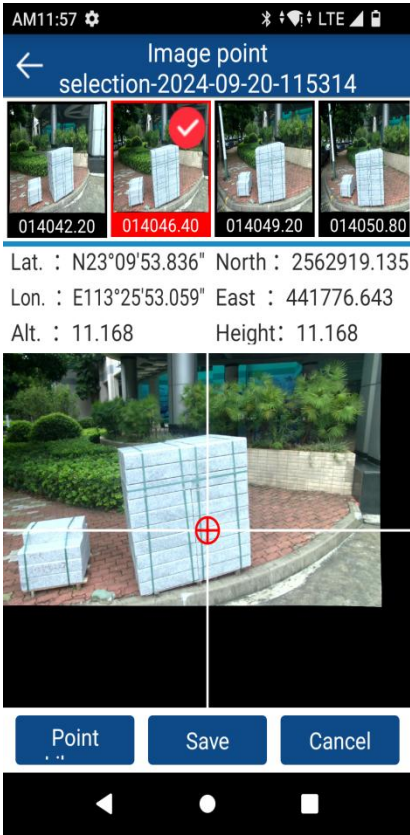 AM11:57 LTE
Image point
selection-2024-09-20-115314
014042.20 014046.40 014049.20 014050.80
Lat. : N23°09'53.836" North : 2562919.135
Lon. : E113°25'53.059" East : 441776.643
Alt. : 11.168 Height: 11.168
Point Save Cancel